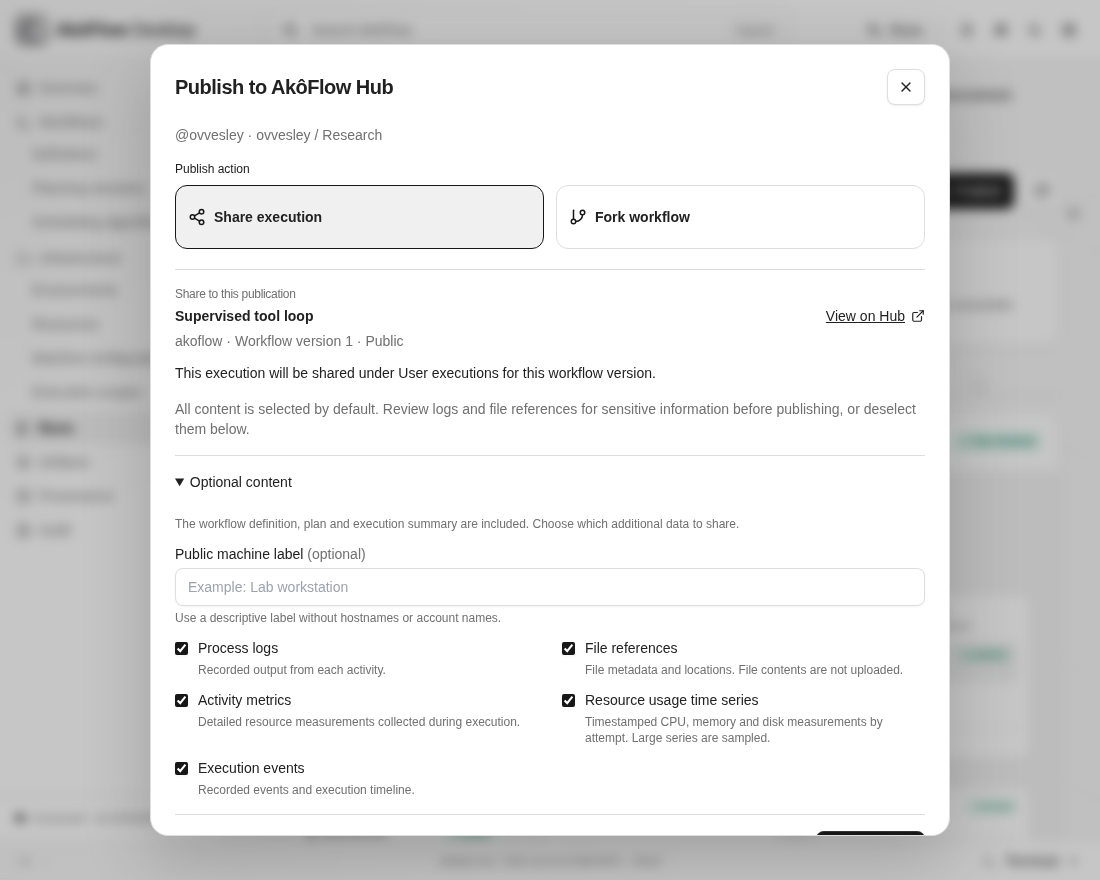 Publish to AkôFlow Hub
@ovvesley · ovvesley / Research
Publish action
Share execution
Fork workflow
Share to this publication
Supervised tool loop
View on Hub
akoflow · Workflow version 1 · Public
This execution will be shared under User executions for this workflow version.
All content is selected by default. Review logs and file references for sensitive information before publishing, or deselect
them below.
Optional content
The workflow definition, plan and execution summary are included. Choose which additional data to share.
Public machine label (optional)
Example: Lab workstation
Use a descriptive label without hostnames or account names.
Process logs
Recorded output from each activity.
File references
File metadata and locations. File contents are not uploaded.
Activity metrics
Detailed resource measurements collected during execution.
Resource usage time series
Timestamped CPU, memory and disk measurements by
attempt. Large series are sampled.
Execution events
Recorded events and execution timeline.